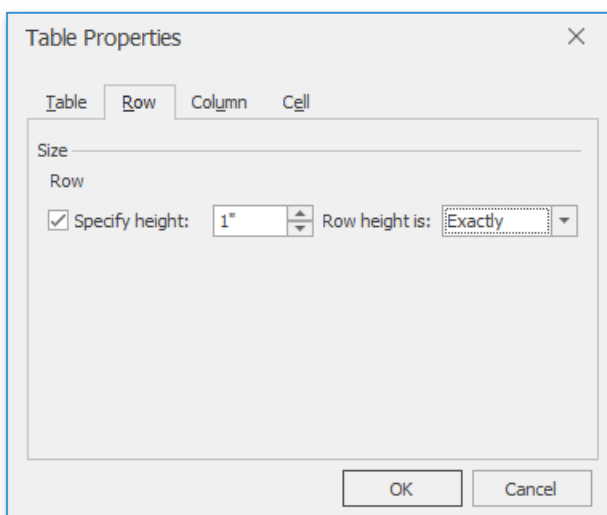 Table Properties
Table Row Column Cell
Size
Row
Specify height: 1" Row height is: Exactly
OK Cancel